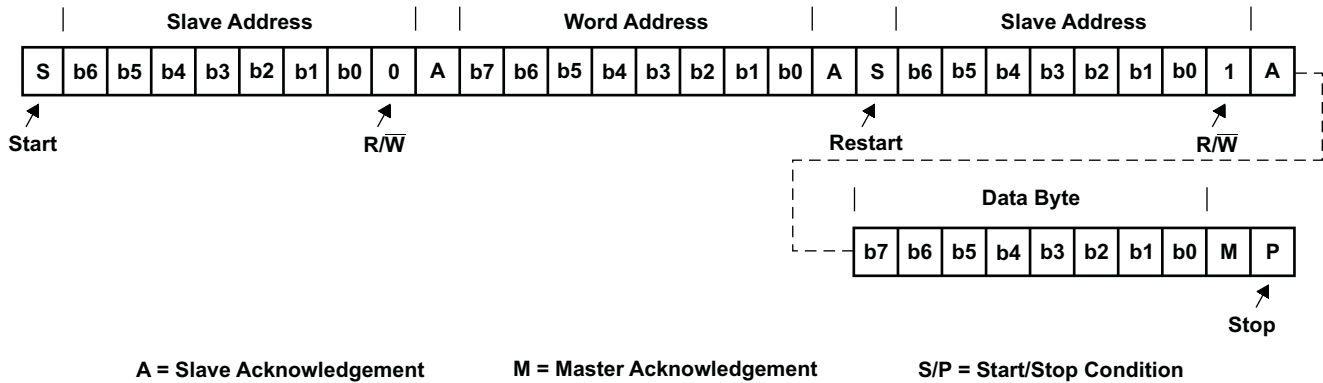 Slave Address Word Address Slave Address
S b6 b5 b4 b3 b2 b1 b0 0 A b7 b6 b5 b4 b3 b2 b1 b0 A S b6 b5 b4 b3 b2 b1 b0 1 A
Start R/W̅ Restart R/W̅
Data Byte
b7 b6 b5 b4 b3 b2 b1 b0 M P
Stop
A = Slave Acknowledgement M = Master Acknowledgement S/P = Start/Stop Condition